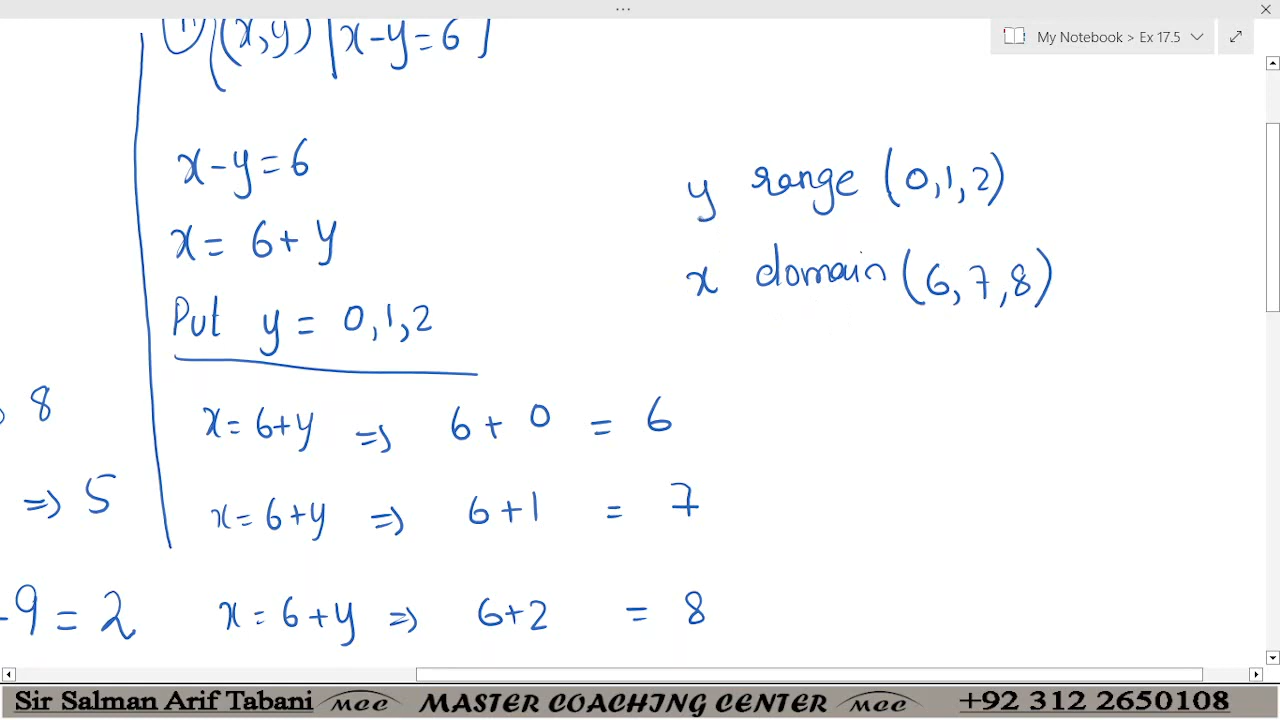 ...
My Notebook > Ex 17.5
(x,y) | x-y=6
x-y=6
x= 6+y
Put y = 0,1,2
y range (0,1,2)
x domain (6,7,8)
8
x=6+y ⇒ 6+0 = 6
⇒ 5
x=6+y ⇒ 6+1 = 7
-9=2
x=6+y ⇒ 6+2 = 8
Sir Salman Arif Tabani mcc MASTER COACHING CENTER mcc +92 312 2650108